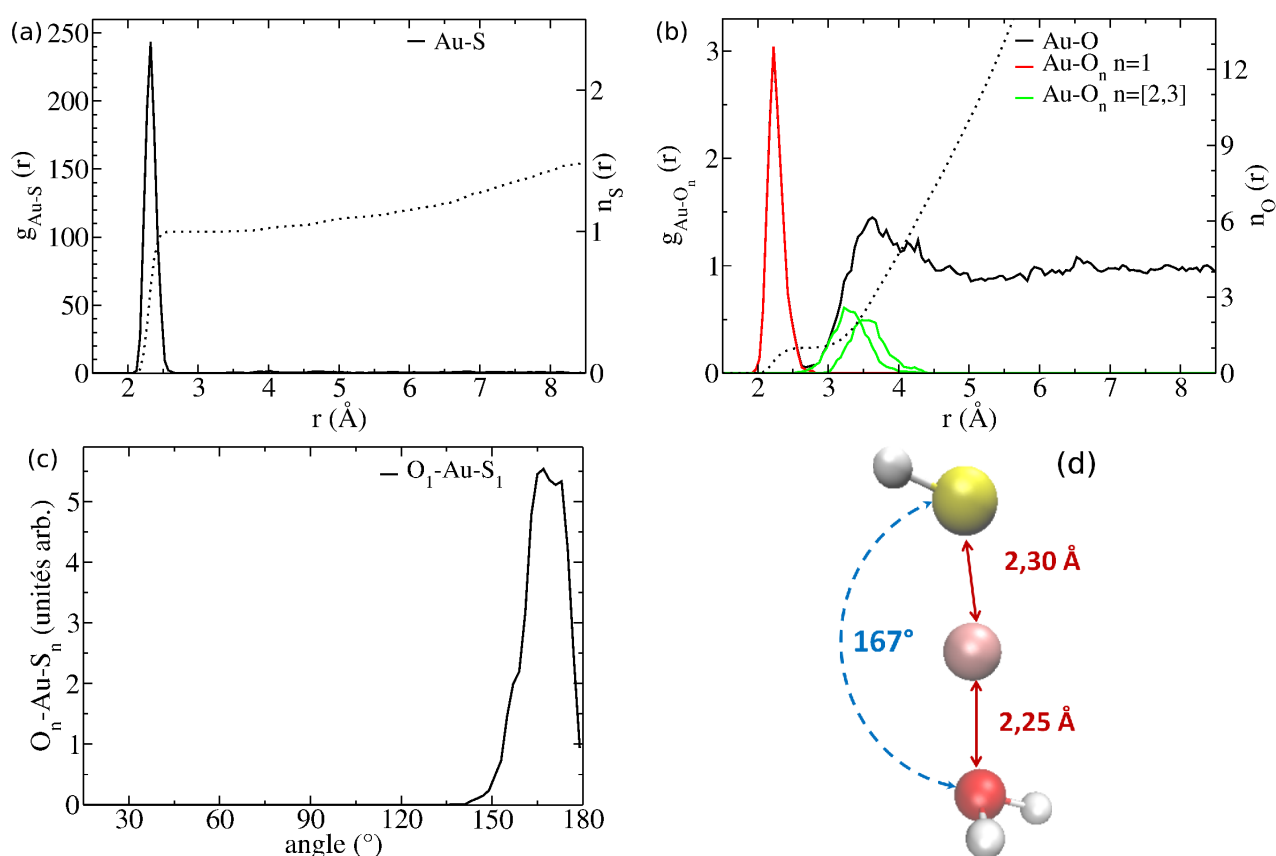 (a)
Au-S
250
200
150
100
50
0
2
1
0
g_Au-S (r)
n_S (r)
2 3 4 5 6 7 8
r (Å)
(b)
Au-O
Au-O_n n=1
Au-O_n n=[2,3]
3
2
1
0
12
9
6
3
0
g_Au-O_n (r)
n_O (r)
2 3 4 5 6 7 8
r (Å)
(c)
O_1-Au-S_1
5
4
3
2
1
0
O_n-Au-S_n (unités arb.)
30 60 90 120 150 180
angle (°)
(d)
2,30 Å
167°
2,25 Å